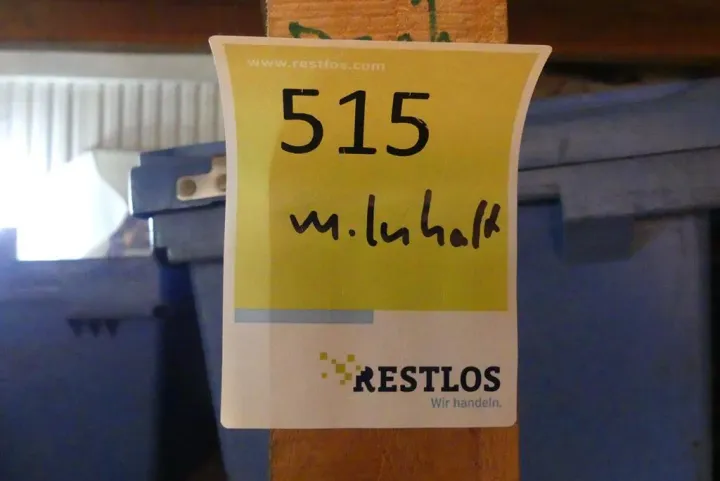 www.restlos.com
515
m. Inhalt
RESTLOS
Wir handeln.